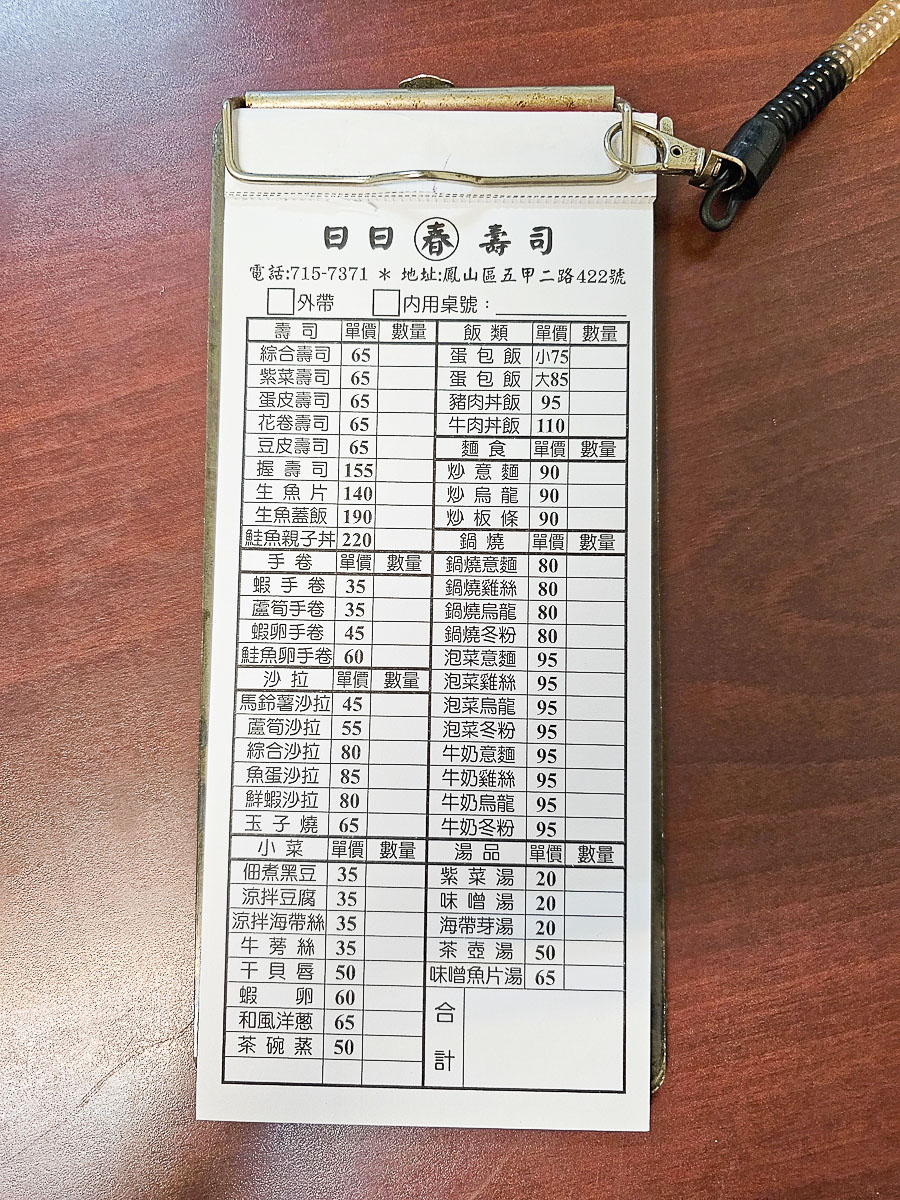 日日春壽司
電話:715-7371 * 地址:鳳山區五甲二路422號
外帶 內用桌號：
壽司 單價 數量
綜合壽司 65
紫菜壽司 65
蛋皮壽司 65
花卷壽司 65
豆皮壽司 65
握壽司 155
生魚片 140
生魚蓋飯 190
鮭魚親子丼 220
手卷 單價 數量
蝦手卷 35
蘆筍手卷 35
蝦卵手卷 45
鮭魚卵手卷 60
沙拉 單價 數量
馬鈴薯沙拉 45
蘆筍沙拉 55
綜合沙拉 80
魚蛋沙拉 85
鮮蝦沙拉 80
玉子燒 65
小菜 單價 數量
佃煮黑豆 35
涼拌豆腐 35
涼拌海帶絲 35
牛蒡絲 35
干貝唇 50
蝦卵 60
和風洋蔥 65
茶碗蒸 50
飯類 單價 數量
蛋包飯 小75
蛋包飯 大85
豬肉丼飯 95
牛肉丼飯 110
麵食 單價 數量
炒意麵 90
炒烏龍 90
炒板條 90
鍋燒 單價 數量
鍋燒意麵 80
鍋燒雞絲 80
鍋燒烏龍 80
鍋燒冬粉 80
泡菜意麵 95
泡菜雞絲 95
泡菜烏龍 95
泡菜冬粉 95
牛奶意麵 95
牛奶雞絲 95
牛奶烏龍 95
牛奶冬粉 95
湯品 單價 數量
紫菜湯 20
味噌湯 20
海帶芽湯 20
茶壺湯 50
味噌魚片湯 65
合計